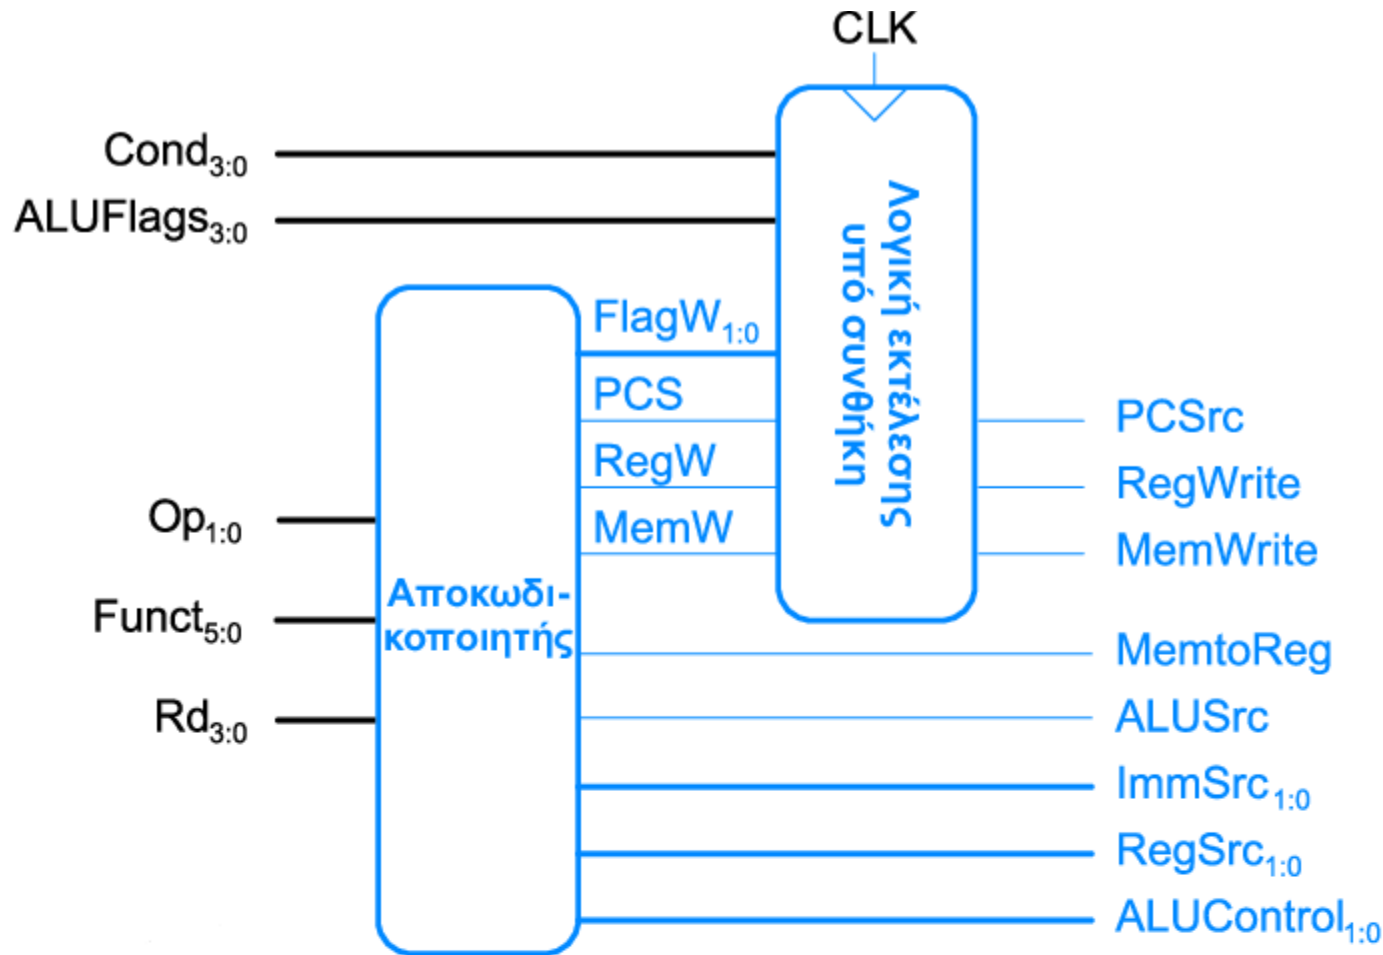 CLK
Cond3:0
ALUFlags3:0
Λογική εκτέλεσης
υπό συνθήκη
FlagW1:0
PCS
RegW
MemW
PCSrc
RegWrite
MemWrite
Op1:0
Funct5:0
Rd3:0
Αποκωδι-
κοποιητής
MemtoReg
ALUSrc
ImmSrc1:0
RegSrc1:0
ALUControl1:0